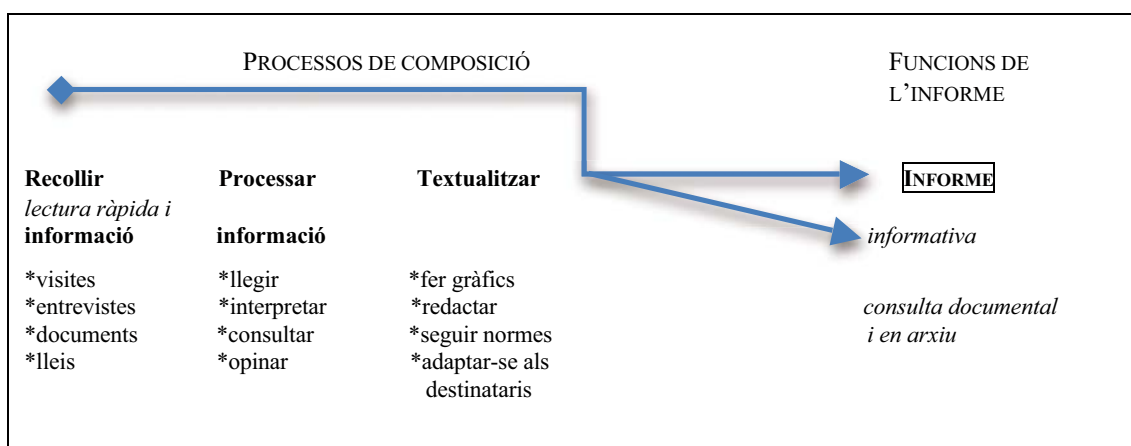 PROCESSOS DE COMPOSICIÓ
FUNCIONS DE
L’INFORME
Recollir Processar Textualitzar INFORME
lectura ràpida i
informació informació informativa
*visites *llegir *fer gràfics
*entrevistes *interpretar *redactar consulta documental
*documents *consultar *seguir normes i en arxiu
*lleis *opinar *adaptar-se als
destinataris